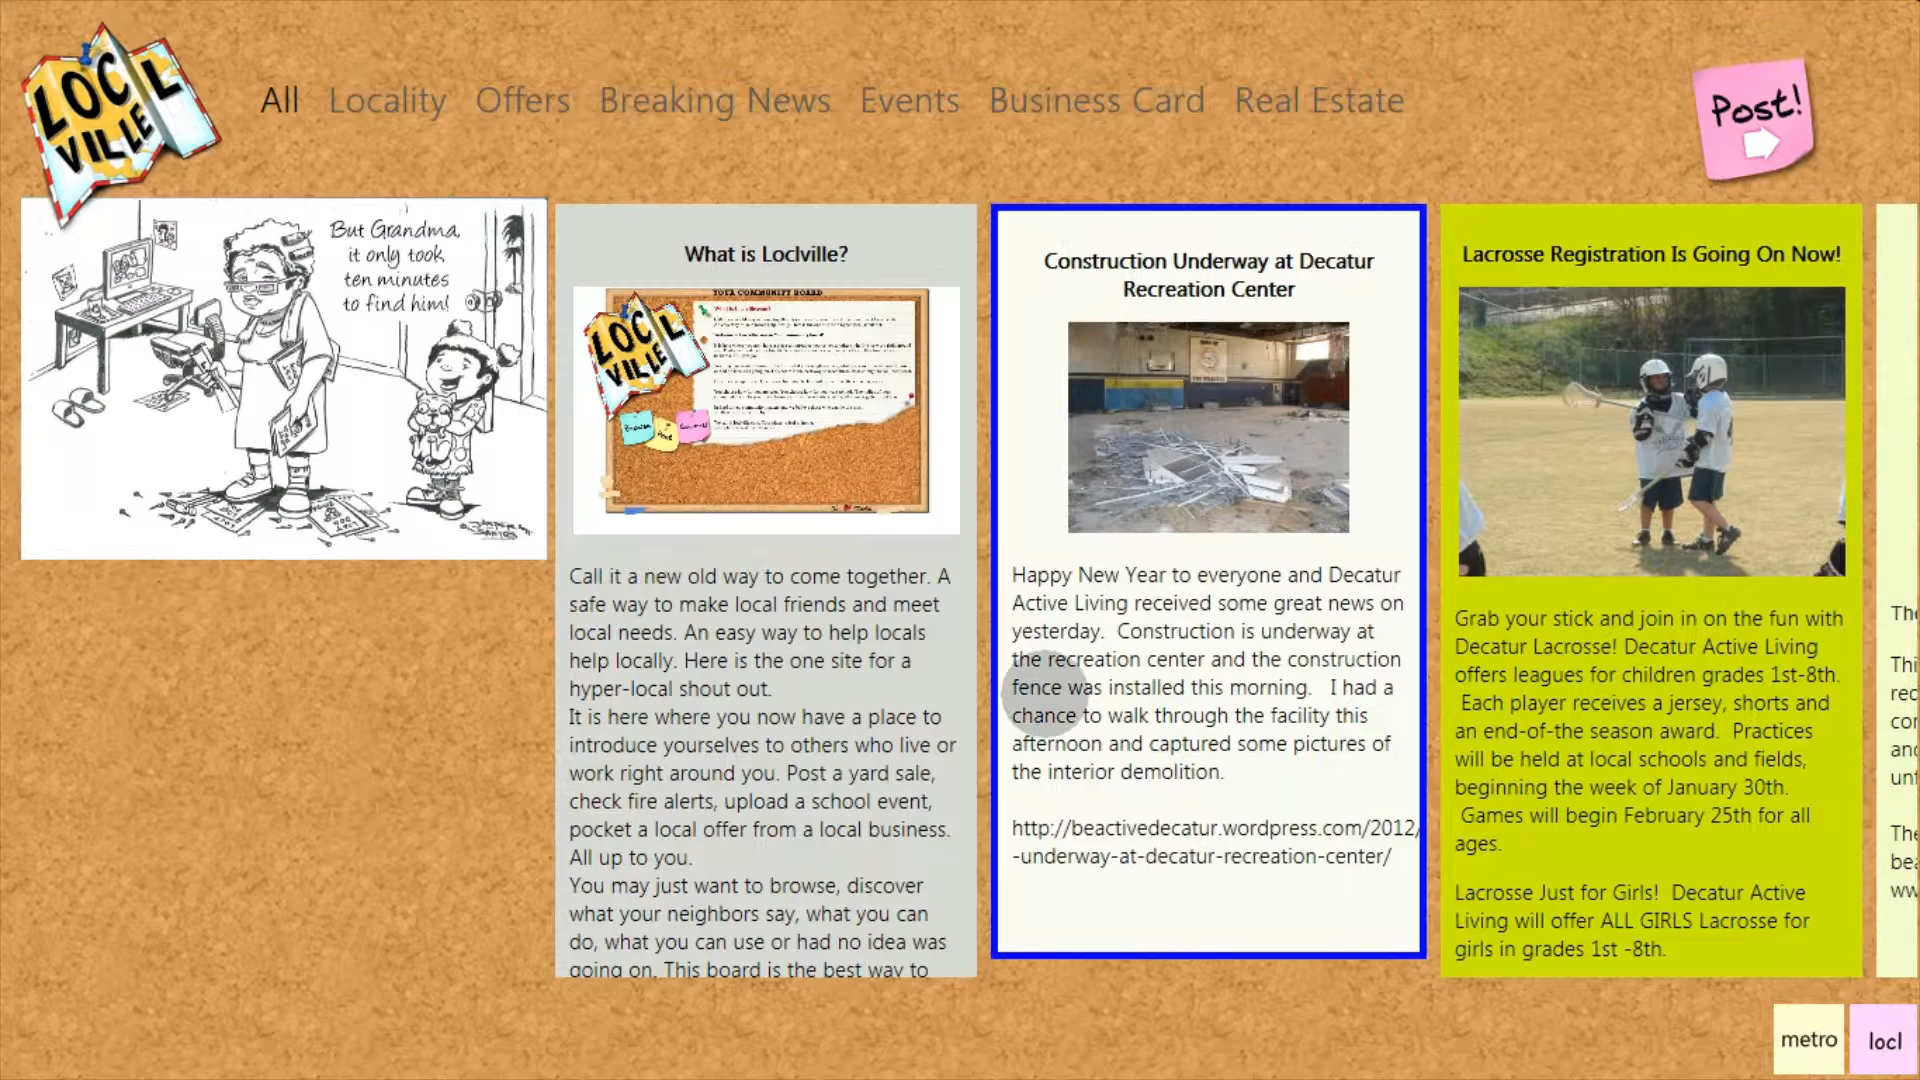 LOCL
VILLE
All Locality Offers Breaking News Events Business Card Real Estate
Post!
But Grandma,
it only took
ten minutes
to find him!
What is Loclville?
YOUR COMMUNITY BOARD
LOCL
VILLE
Call it a new old way to come together. A
safe way to make local friends and meet
local needs. An easy way to help locals
help locally. Here is the one site for a
hyper-local shout out.
It is here where you now have a place to
introduce yourselves to others who live or
work right around you. Post a yard sale,
check fire alerts, upload a school event,
pocket a local offer from a local business.
All up to you.
You may just want to browse, discover
what your neighbors say, what you can
do, what you can use or had no idea was
going on. This board is the best way to
Construction Underway at Decatur
Recreation Center
Happy New Year to everyone and Decatur
Active Living received some great news on
yesterday.  Construction is underway at
the recreation center and the construction
fence was installed this morning.   I had a
chance to walk through the facility this
afternoon and captured some pictures of
the interior demolition.
http://beactivedecatur.wordpress.com/2012/
-underway-at-decatur-recreation-center/
Lacrosse Registration Is Going On Now!
Grab your stick and join in on the fun with
Decatur Lacrosse! Decatur Active Living
offers leagues for children grades 1st-8th.
Each player receives a jersey, shorts and
an end-of-the season award.  Practices
will be held at local schools and fields,
beginning the week of January 30th.
Games will begin February 25th for all
ages.
Lacrosse Just for Girls!  Decatur Active
Living will offer ALL GIRLS Lacrosse for
girls in grades 1st -8th.
metro
locl